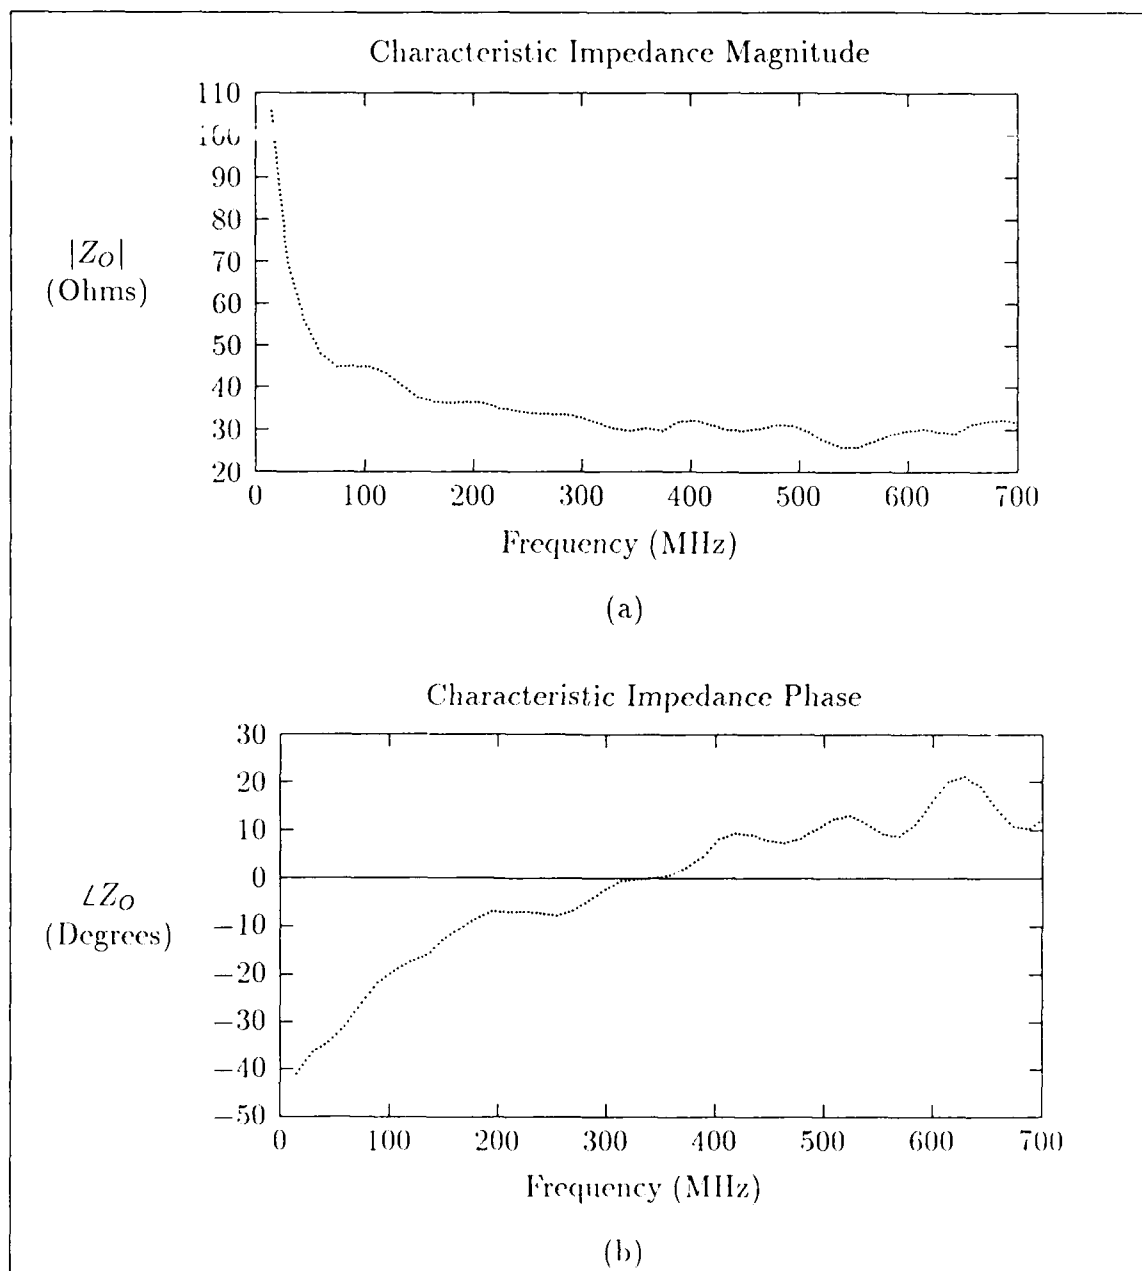 Characteristic Impedance Magnitude
110
100
90
80
70
60
50
40
30
20
|Z_O|
(Ohms)
0 100 200 300 400 500 600 700
Frequency (MHz)
(a)
Characteristic Impedance Phase
30
20
10
0
−10
−20
−30
−40
−50
∠Z_O
(Degrees)
0 100 200 300 400 500 600 700
Frequency (MHz)
(b)